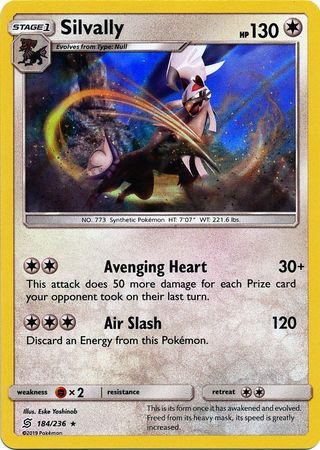 STAGE 1
Silvally
HP 130
Evolves from Type: Null
NO. 773 Synthetic Pokémon HT: 7'07" WT: 221.6 lbs.
Avenging Heart 30+
This attack does 50 more damage for each Prize card
your opponent took on their last turn.
Air Slash 120
Discard an Energy from this Pokémon.
weakness × 2 resistance retreat
Illus. Eske Yoshinob
184/236 ★
©2019 Pokémon
This is its form once it has awakened and evolved.
Freed from its heavy mask, its speed is greatly
increased.